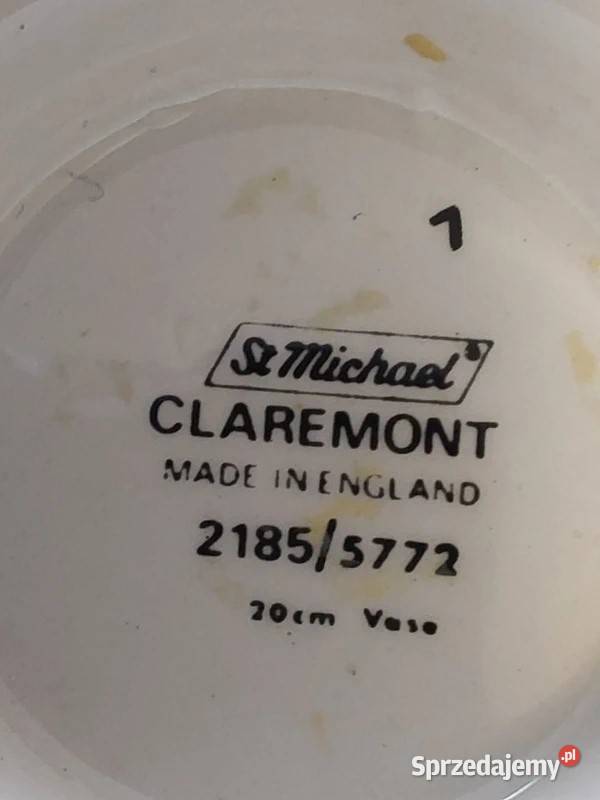 1
St Michael®
CLAREMONT
MADE IN ENGLAND
2185/5772
20cm Vase
Sprzedajemy.pl